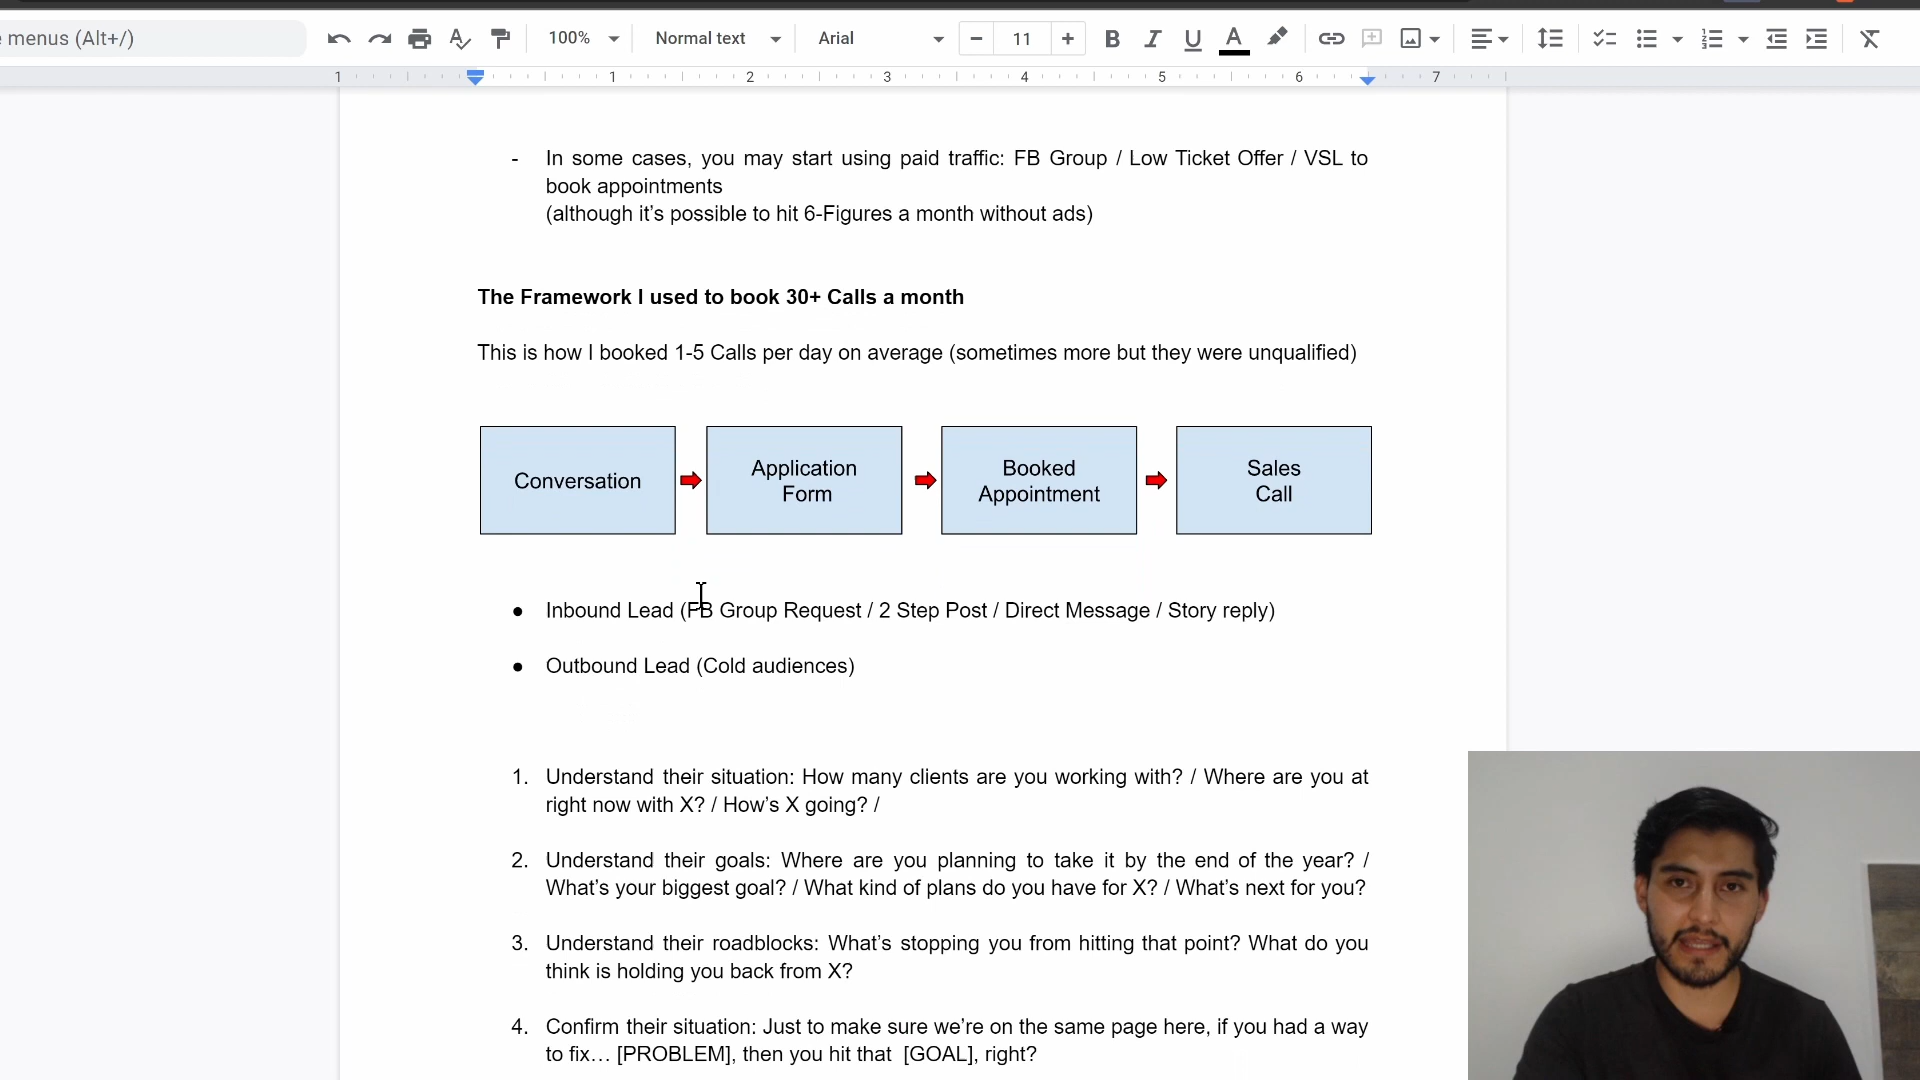 menus (Alt+/)
100%
Normal text
Arial
11
B I U A
1 1 2 3 4 5 6 7
- In some cases, you may start using paid traffic: FB Group / Low Ticket Offer / VSL to
book appointments
(although it’s possible to hit 6-Figures a month without ads)
The Framework I used to book 30+ Calls a month
This is how I booked 1-5 Calls per day on average (sometimes more but they were unqualified)
Conversation
Application
Form
Booked
Appointment
Sales
Call
● Inbound Lead (FB Group Request / 2 Step Post / Direct Message / Story reply)
● Outbound Lead (Cold audiences)
1. Understand their situation: How many clients are you working with? / Where are you at
right now with X? / How’s X going? /
2. Understand their goals: Where are you planning to take it by the end of the year? /
What’s your biggest goal? / What kind of plans do you have for X? / What’s next for you?
3. Understand their roadblocks: What’s stopping you from hitting that point? What do you
think is holding you back from X?
4. Confirm their situation: Just to make sure we’re on the same page here, if you had a way
to fix… [PROBLEM], then you hit that [GOAL], right?